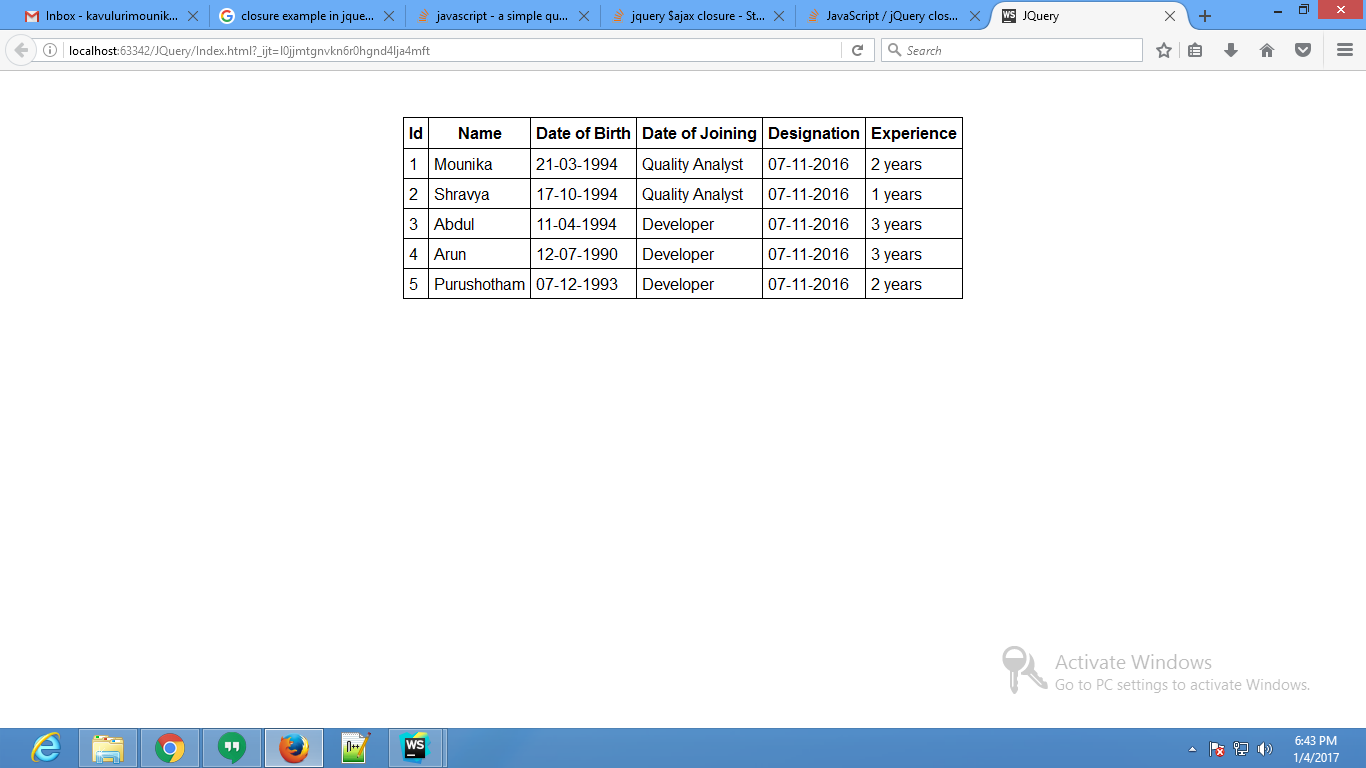 Inbox - kavulurimounik...
closure example in jque...
javascript - a simple qu...
jquery $ajax closure - St...
JavaScript / jQuery clos...
WS JQuery
localhost:63342/JQuery/Index.html?_ijt=l0jjmtgnvkn6r0hgnd4lja4mft
Search
Id Name Date of Birth Date of Joining Designation Experience
1 Mounika 21-03-1994 Quality Analyst 07-11-2016 2 years
2 Shravya 17-10-1994 Quality Analyst 07-11-2016 1 years
3 Abdul 11-04-1994 Developer 07-11-2016 3 years
4 Arun 12-07-1990 Developer 07-11-2016 3 years
5 Purushotham 07-12-1993 Developer 07-11-2016 2 years
Activate Windows
Go to PC settings to activate Windows.
WS
6:43 PM
1/4/2017